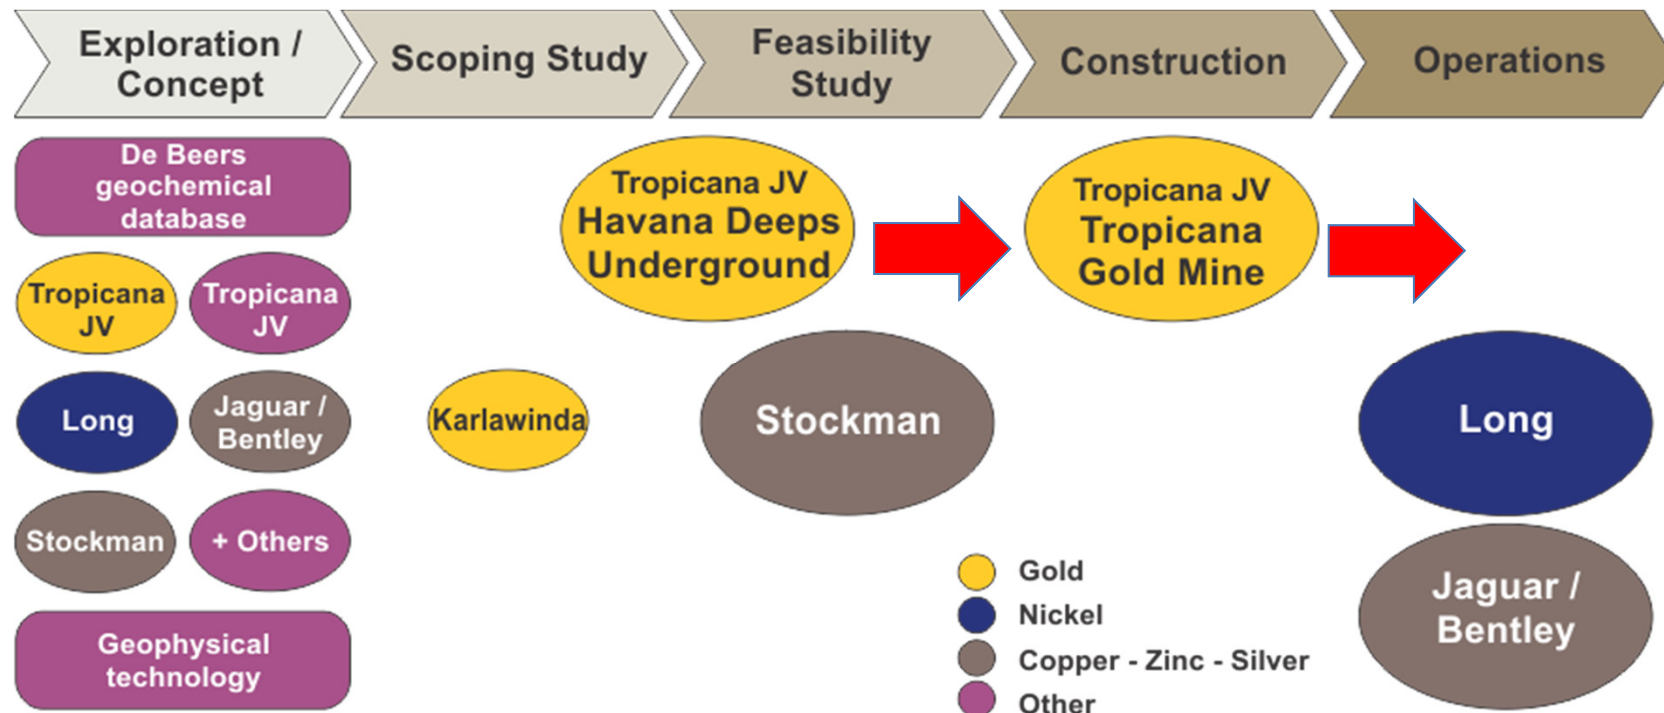 Exploration /
Concept
Scoping Study
Feasibility
Study
Construction
Operations
De Beers
geochemical
database
Tropicana JV
Havana Deeps
Underground
Tropicana JV
Tropicana
Gold Mine
Tropicana
JV
Tropicana
JV
Long
Jaguar /
Bentley
Karlawinda
Stockman
Long
Stockman
+ Others
Jaguar /
Bentley
Geophysical
technology
Gold
Nickel
Copper - Zinc - Silver
Other